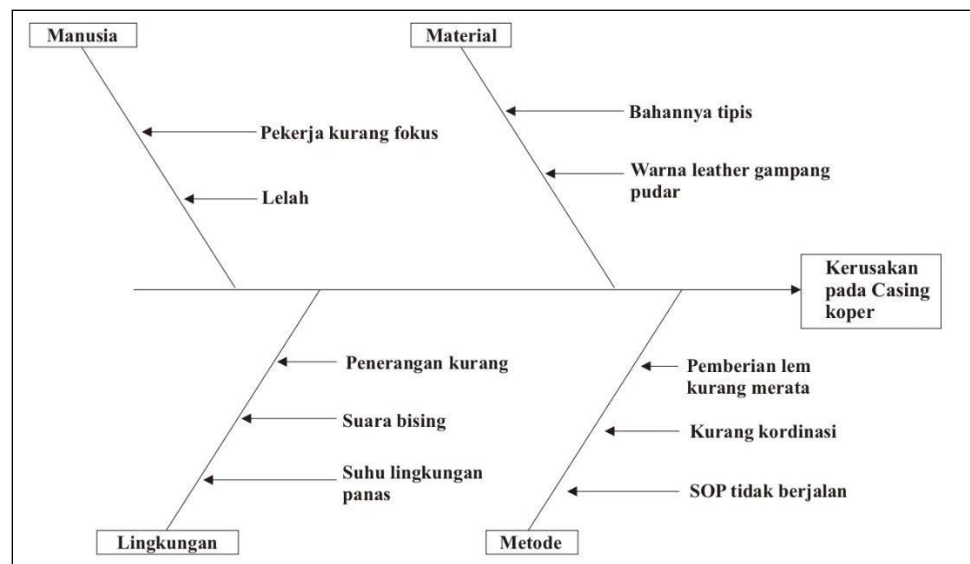 Manusia
Material
Pekerja kurang fokus
Lelah
Bahannya tipis
Warna leather gampang
pudar
Kerusakan
pada Casing
koper
Penerangan kurang
Suara bising
Suhu lingkungan
panas
Pemberian lem
kurang merata
Kurang kordinasi
SOP tidak berjalan
Lingkungan
Metode